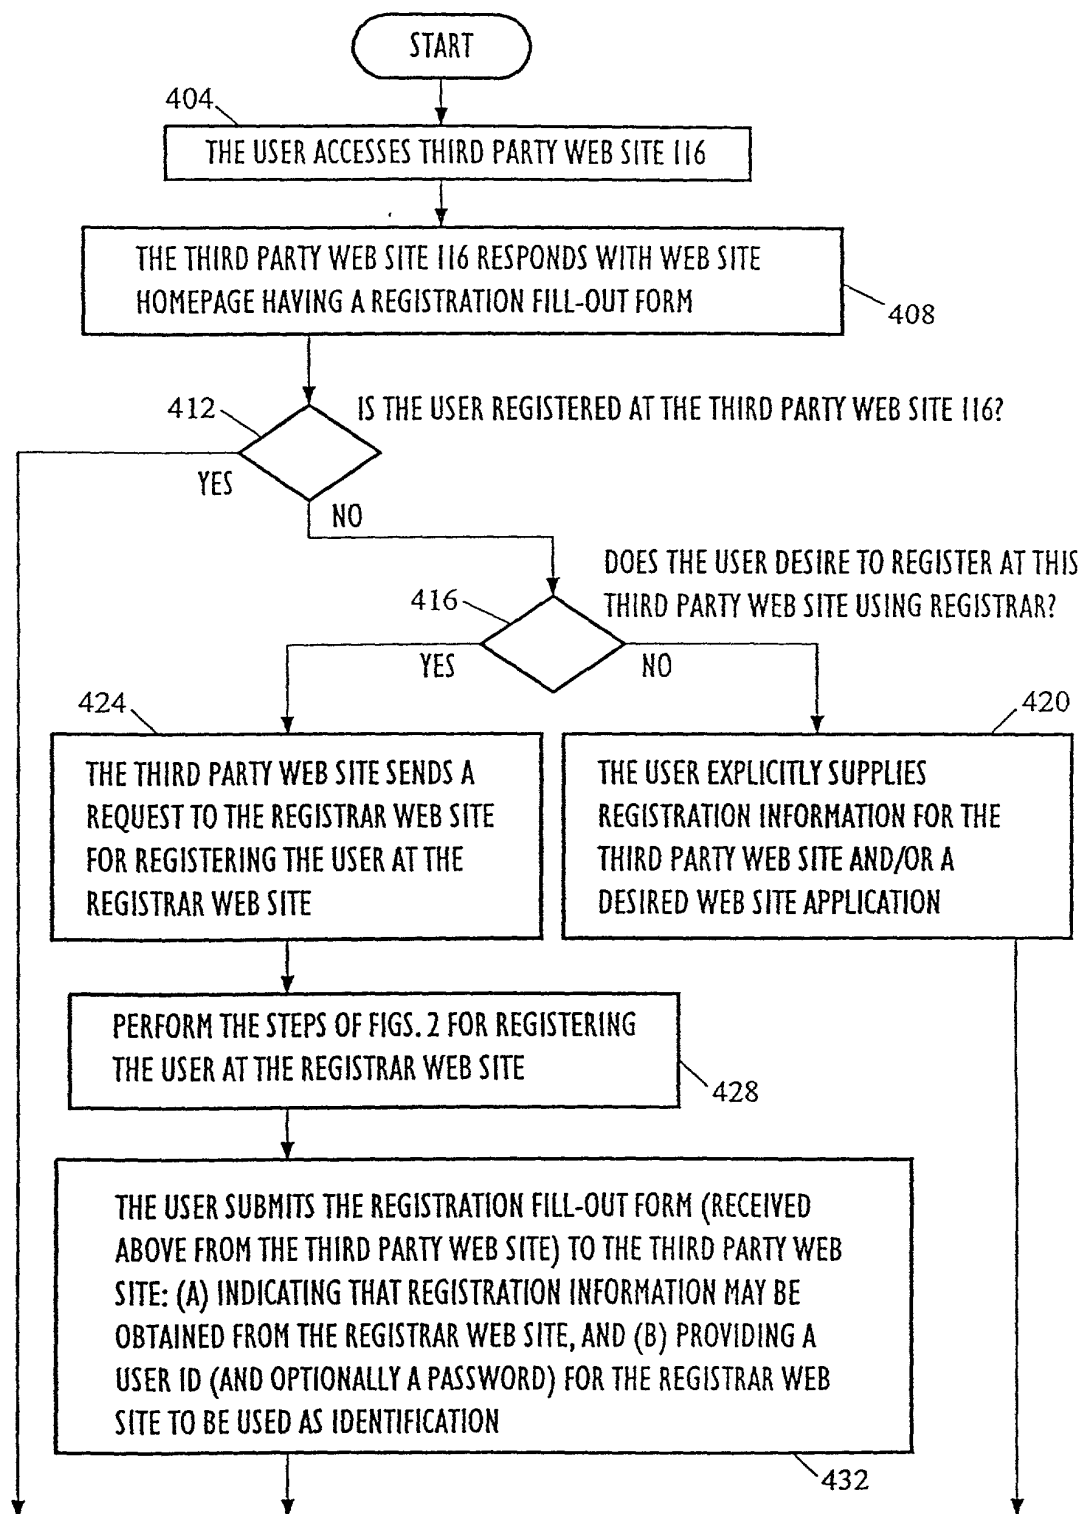 START
404
THE USER ACCESSES THIRD PARTY WEB SITE 116
THE THIRD PARTY WEB SITE 116 RESPONDS WITH WEB SITE
HOMEPAGE HAVING A REGISTRATION FILL-OUT FORM
408
412
IS THE USER REGISTERED AT THE THIRD PARTY WEB SITE 116?
YES
NO
DOES THE USER DESIRE TO REGISTER AT THIS
THIRD PARTY WEB SITE USING REGISTRAR?
416
YES
NO
424
420
THE THIRD PARTY WEB SITE SENDS A
REQUEST TO THE REGISTRAR WEB SITE
FOR REGISTERING THE USER AT THE
REGISTRAR WEB SITE
THE USER EXPLICITLY SUPPLIES
REGISTRATION INFORMATION FOR THE
THIRD PARTY WEB SITE AND/OR A
DESIRED WEB SITE APPLICATION
PERFORM THE STEPS OF FIGS. 2 FOR REGISTERING
THE USER AT THE REGISTRAR WEB SITE
428
THE USER SUBMITS THE REGISTRATION FILL-OUT FORM (RECEIVED
ABOVE FROM THE THIRD PARTY WEB SITE) TO THE THIRD PARTY WEB
SITE: (A) INDICATING THAT REGISTRATION INFORMATION MAY BE
OBTAINED FROM THE REGISTRAR WEB SITE, AND (B) PROVIDING A
USER ID (AND OPTIONALLY A PASSWORD) FOR THE REGISTRAR WEB
SITE TO BE USED AS IDENTIFICATION
432